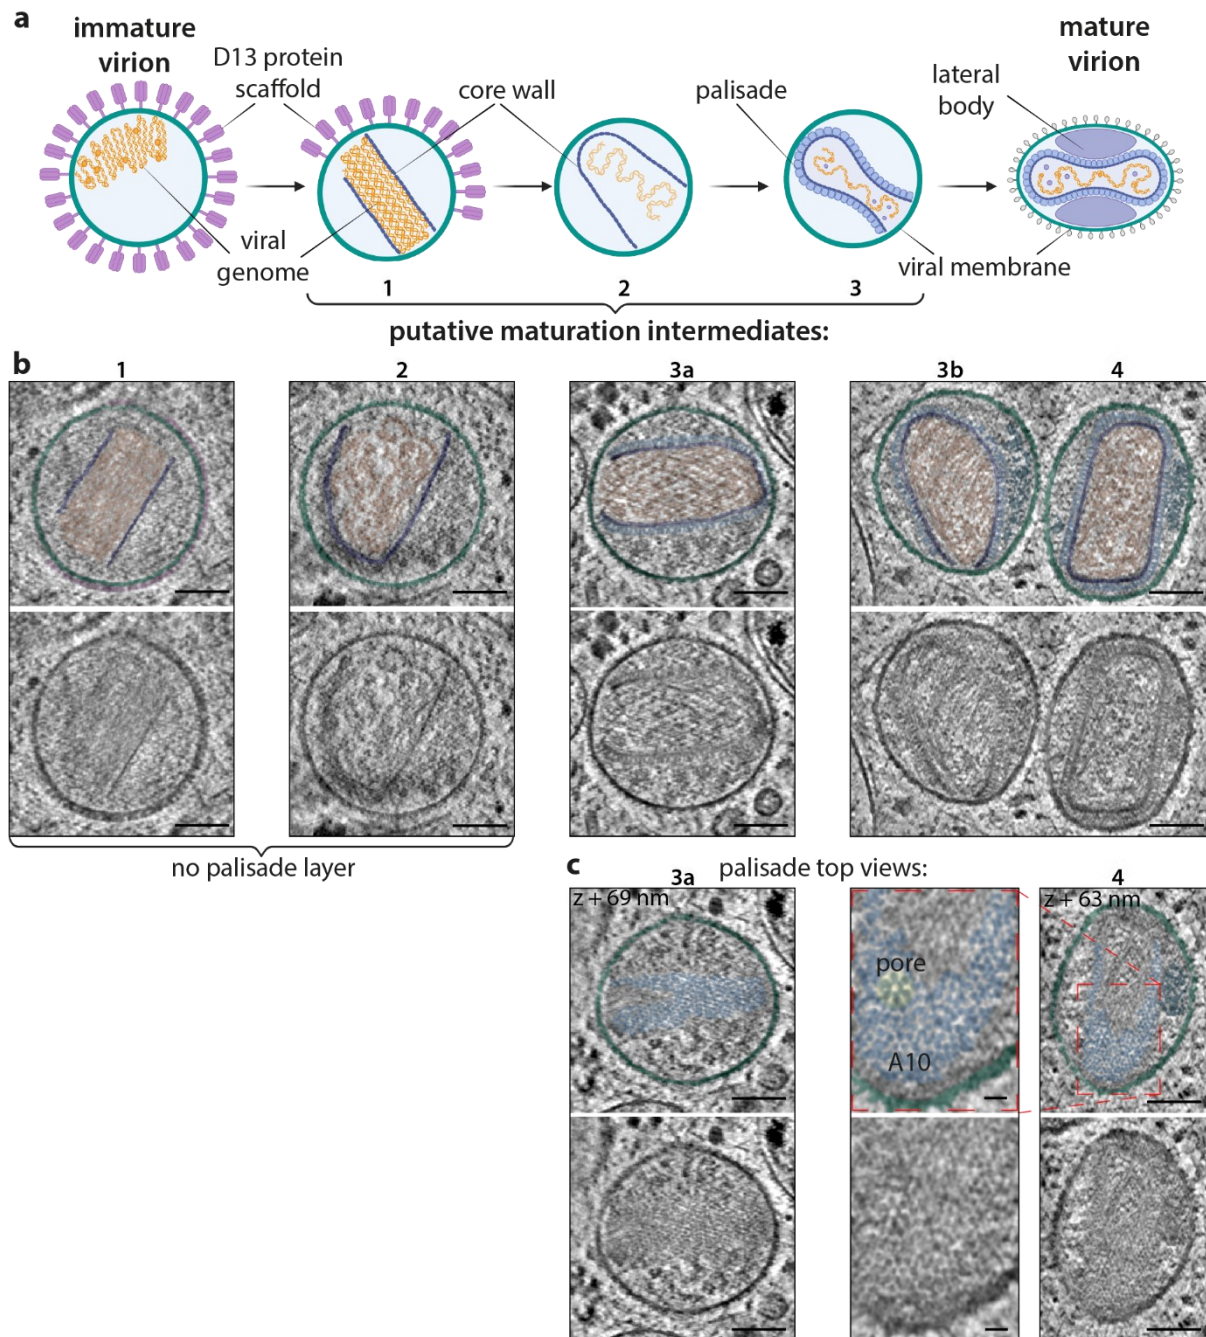 a
immature
virion
D13 protein
scaffold
core wall
palisade
lateral
body
mature
virion
viral
genome
viral membrane
1
2
3
putative maturation intermediates:
b
1
2
3a
3b
4
no palisade layer
c
palisade top views:
3a
4
z + 69 nm
z + 63 nm
pore
A10